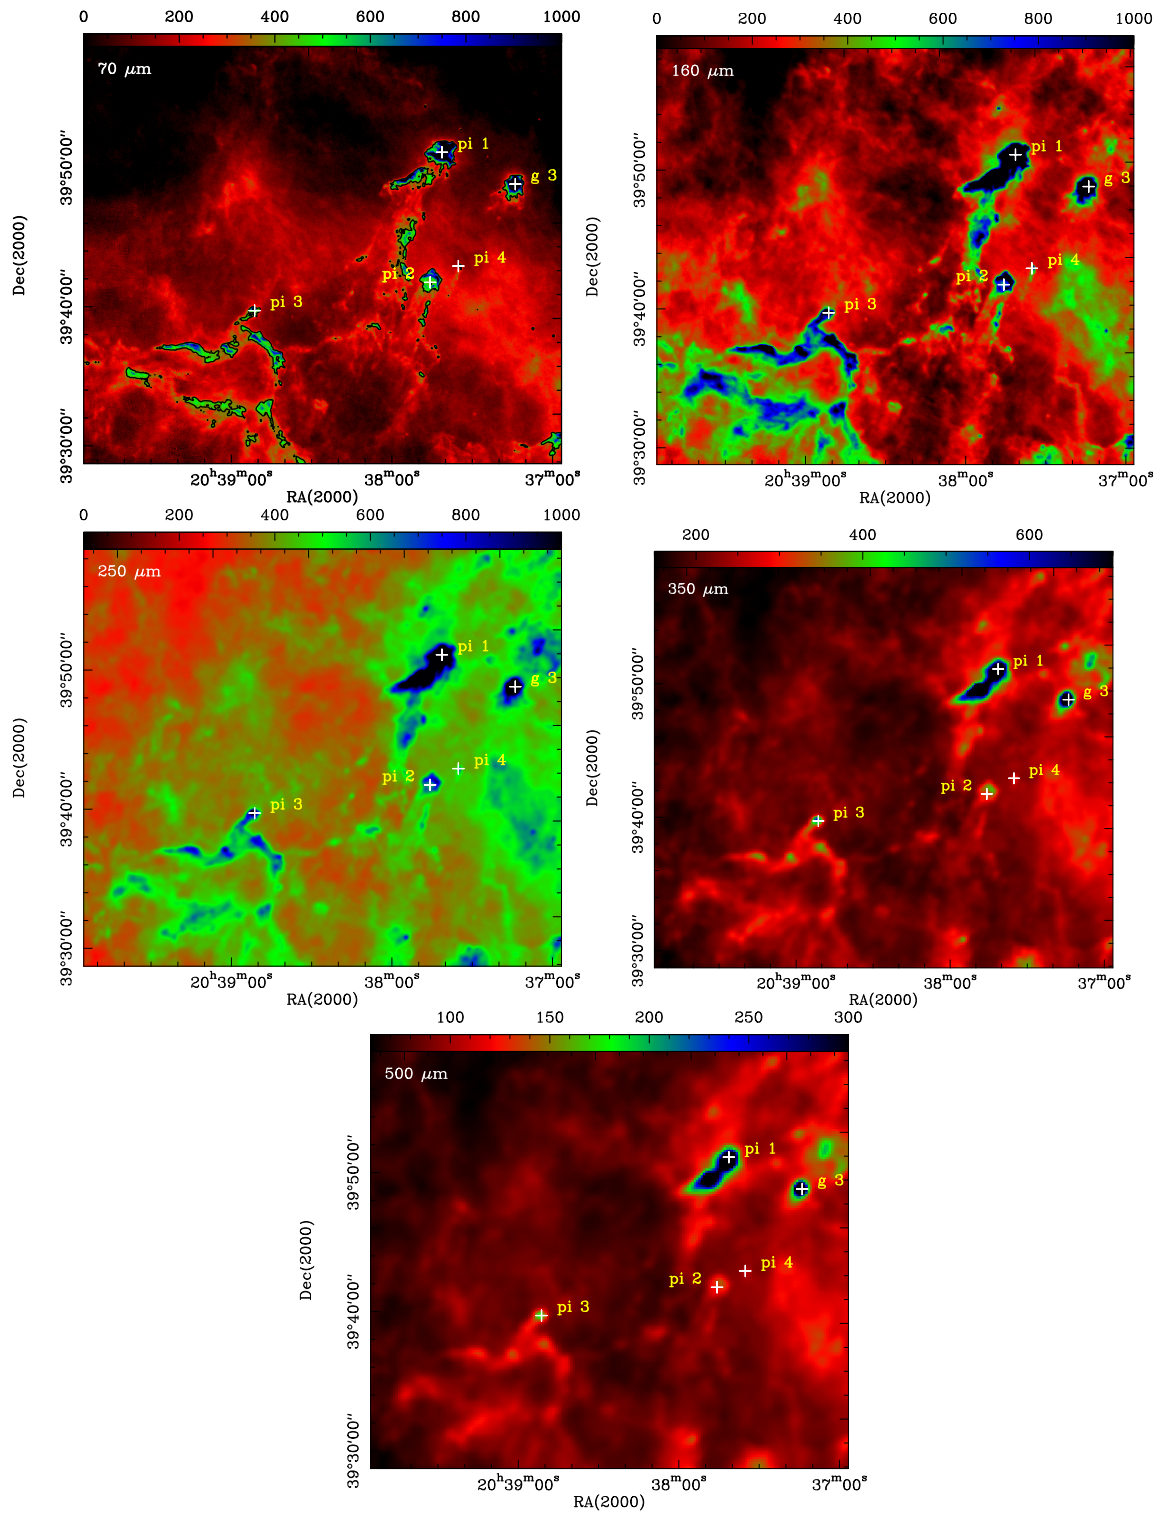 0 200 400 600 800 1000
70 μm
pi 1
g 3
pi 4
pi 2
pi 3
39°50'00"
39°40'00"
39°30'00"
Dec(2000)
20ʰ39ᵐ00ˢ 38ᵐ00ˢ 37ᵐ00ˢ
RA(2000)
0 200 400 600 800 1000
160 μm
pi 1
g 3
pi 4
pi 2
pi 3
39°50'00"
39°40'00"
39°30'00"
Dec(2000)
20ʰ39ᵐ00ˢ 38ᵐ00ˢ 37ᵐ00ˢ
RA(2000)
0 200 400 600 800 1000
250 μm
pi 1
g 3
pi 4
pi 2
pi 3
39°50'00"
39°40'00"
39°30'00"
Dec(2000)
20ʰ39ᵐ00ˢ 38ᵐ00ˢ 37ᵐ00ˢ
RA(2000)
200 400 600
350 μm
pi 1
g 3
pi 4
pi 2
pi 3
39°50'00"
39°40'00"
39°30'00"
Dec(2000)
20ʰ39ᵐ00ˢ 38ᵐ00ˢ 37ᵐ00ˢ
RA(2000)
100 150 200 250 300
500 μm
pi 1
g 3
pi 4
pi 2
pi 3
39°50'00"
39°40'00"
39°30'00"
Dec(2000)
20ʰ39ᵐ00ˢ 38ᵐ00ˢ 37ᵐ00ˢ
RA(2000)